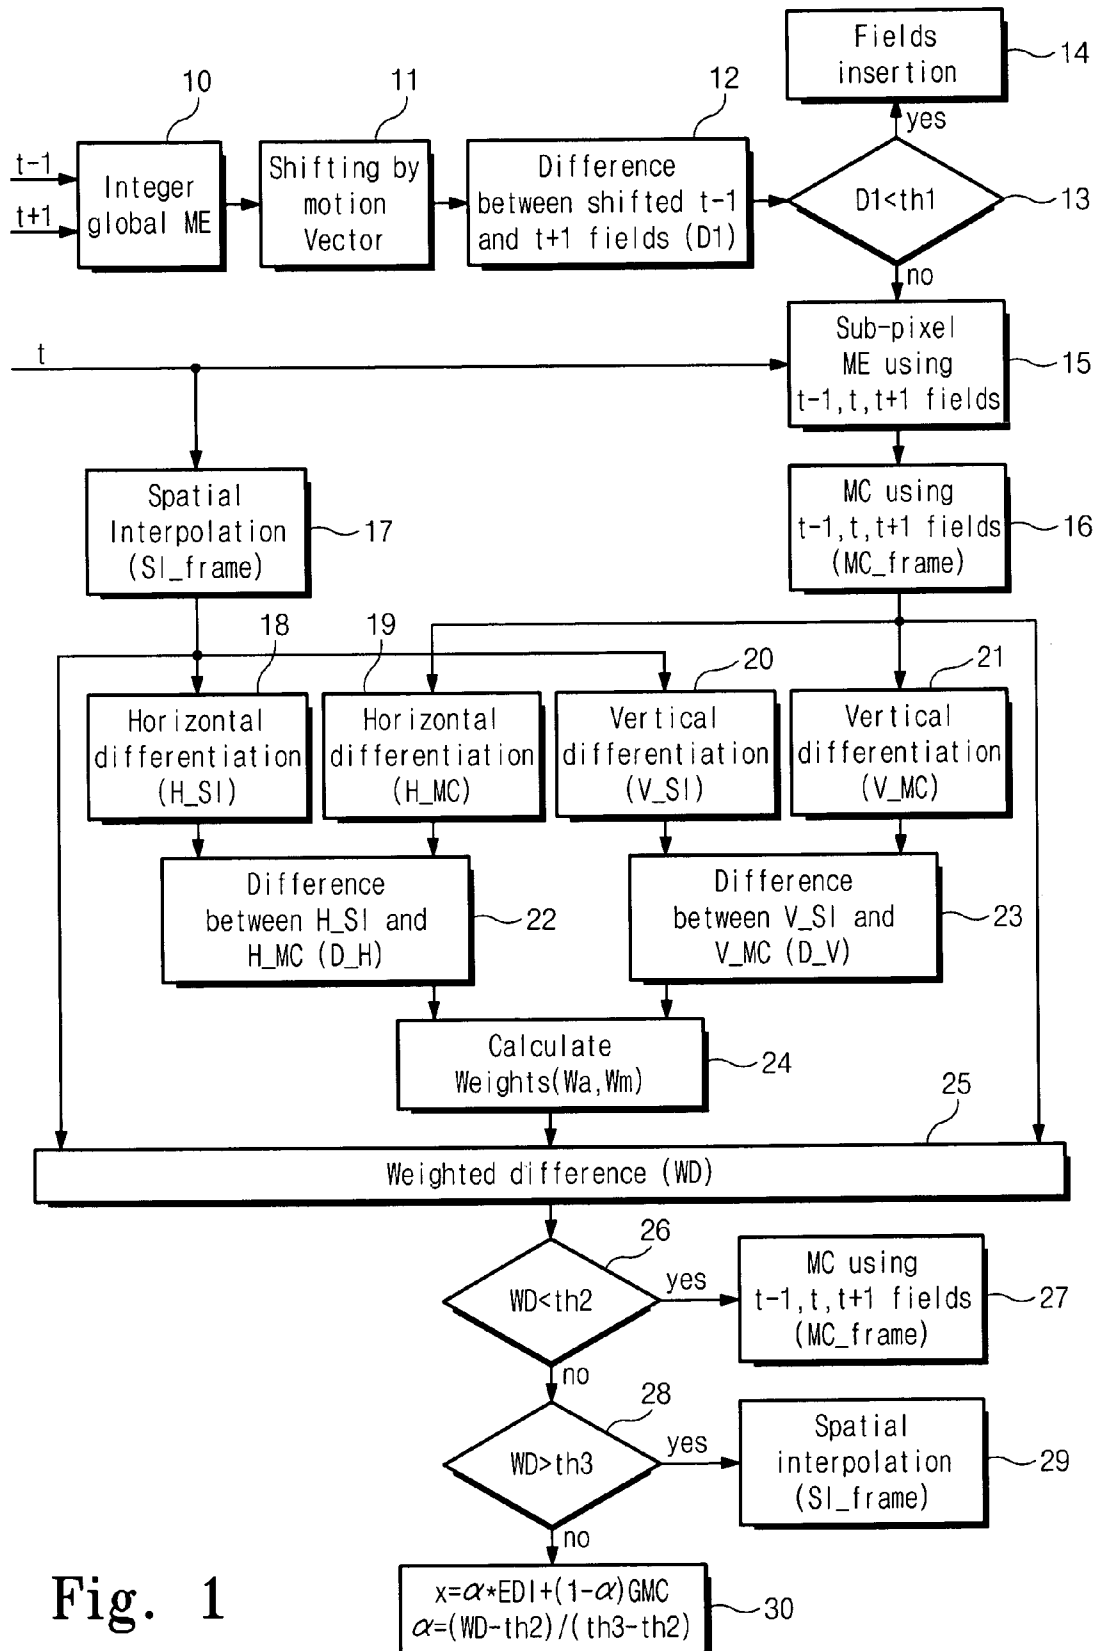 Fields
insertion
14
10
11
12
yes
t-1
t+1
Integer
global ME
Shifting by
motion
Vector
Difference
between shifted t-1
and t+1 fields (D1)
D1<th1
13
no
t
Sub-pixel
ME using
t-1,t,t+1 fields
15
Spatial
Interpolation
(SI_frame)
17
MC using
t-1,t,t+1 fields
(MC_frame)
16
18
19
20
21
Horizontal
differentiation
(H_SI)
Horizontal
differentiation
(H_MC)
Vertical
differentiation
(V_SI)
Vertical
differentiation
(V_MC)
Difference
between H_SI and
H_MC (D_H)
22
Difference
between V_SI and
V_MC (D_V)
23
Calculate
Weights(Wa,Wm)
24
25
Weighted difference (WD)
26
WD<th2
yes
MC using
t-1,t,t+1 fields
(MC_frame)
27
no
28
WD>th3
yes
Spatial
interpolation
(SI_frame)
29
no
x=α*EDI+(1-α)GMC
α=(WD-th2)/(th3-th2)
30
Fig. 1